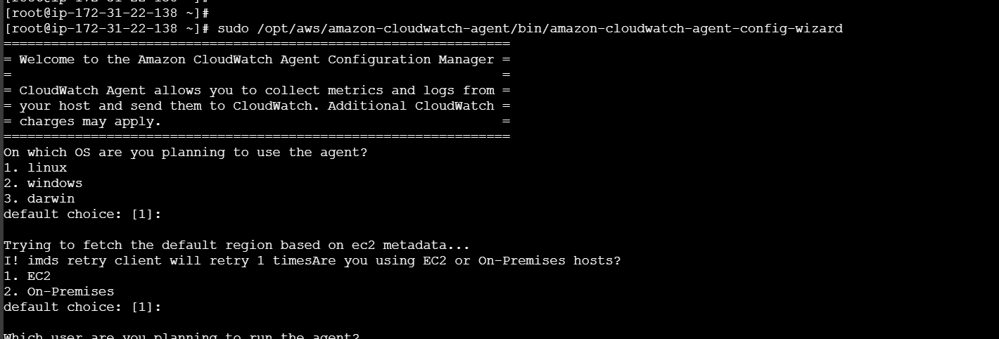 [root@ip-172-31-22-138 ~]#
[root@ip-172-31-22-138 ~]#
[root@ip-172-31-22-138 ~]# sudo /opt/aws/amazon-cloudwatch-agent/bin/amazon-cloudwatch-agent-config-wizard
================================================================
= Welcome to the Amazon CloudWatch Agent Configuration Manager =
=                                                              =
= CloudWatch Agent allows you to collect metrics and logs from =
= your host and send them to CloudWatch. Additional CloudWatch =
= charges may apply.                                           =
================================================================
On which OS are you planning to use the agent?
1. linux
2. windows
3. darwin
default choice: [1]:
Trying to fetch the default region based on ec2 metadata...
I! imds retry client will retry 1 timesAre you using EC2 or On-Premises hosts?
1. EC2
2. On-Premises
default choice: [1]:
Which user are you planning to run the agent?